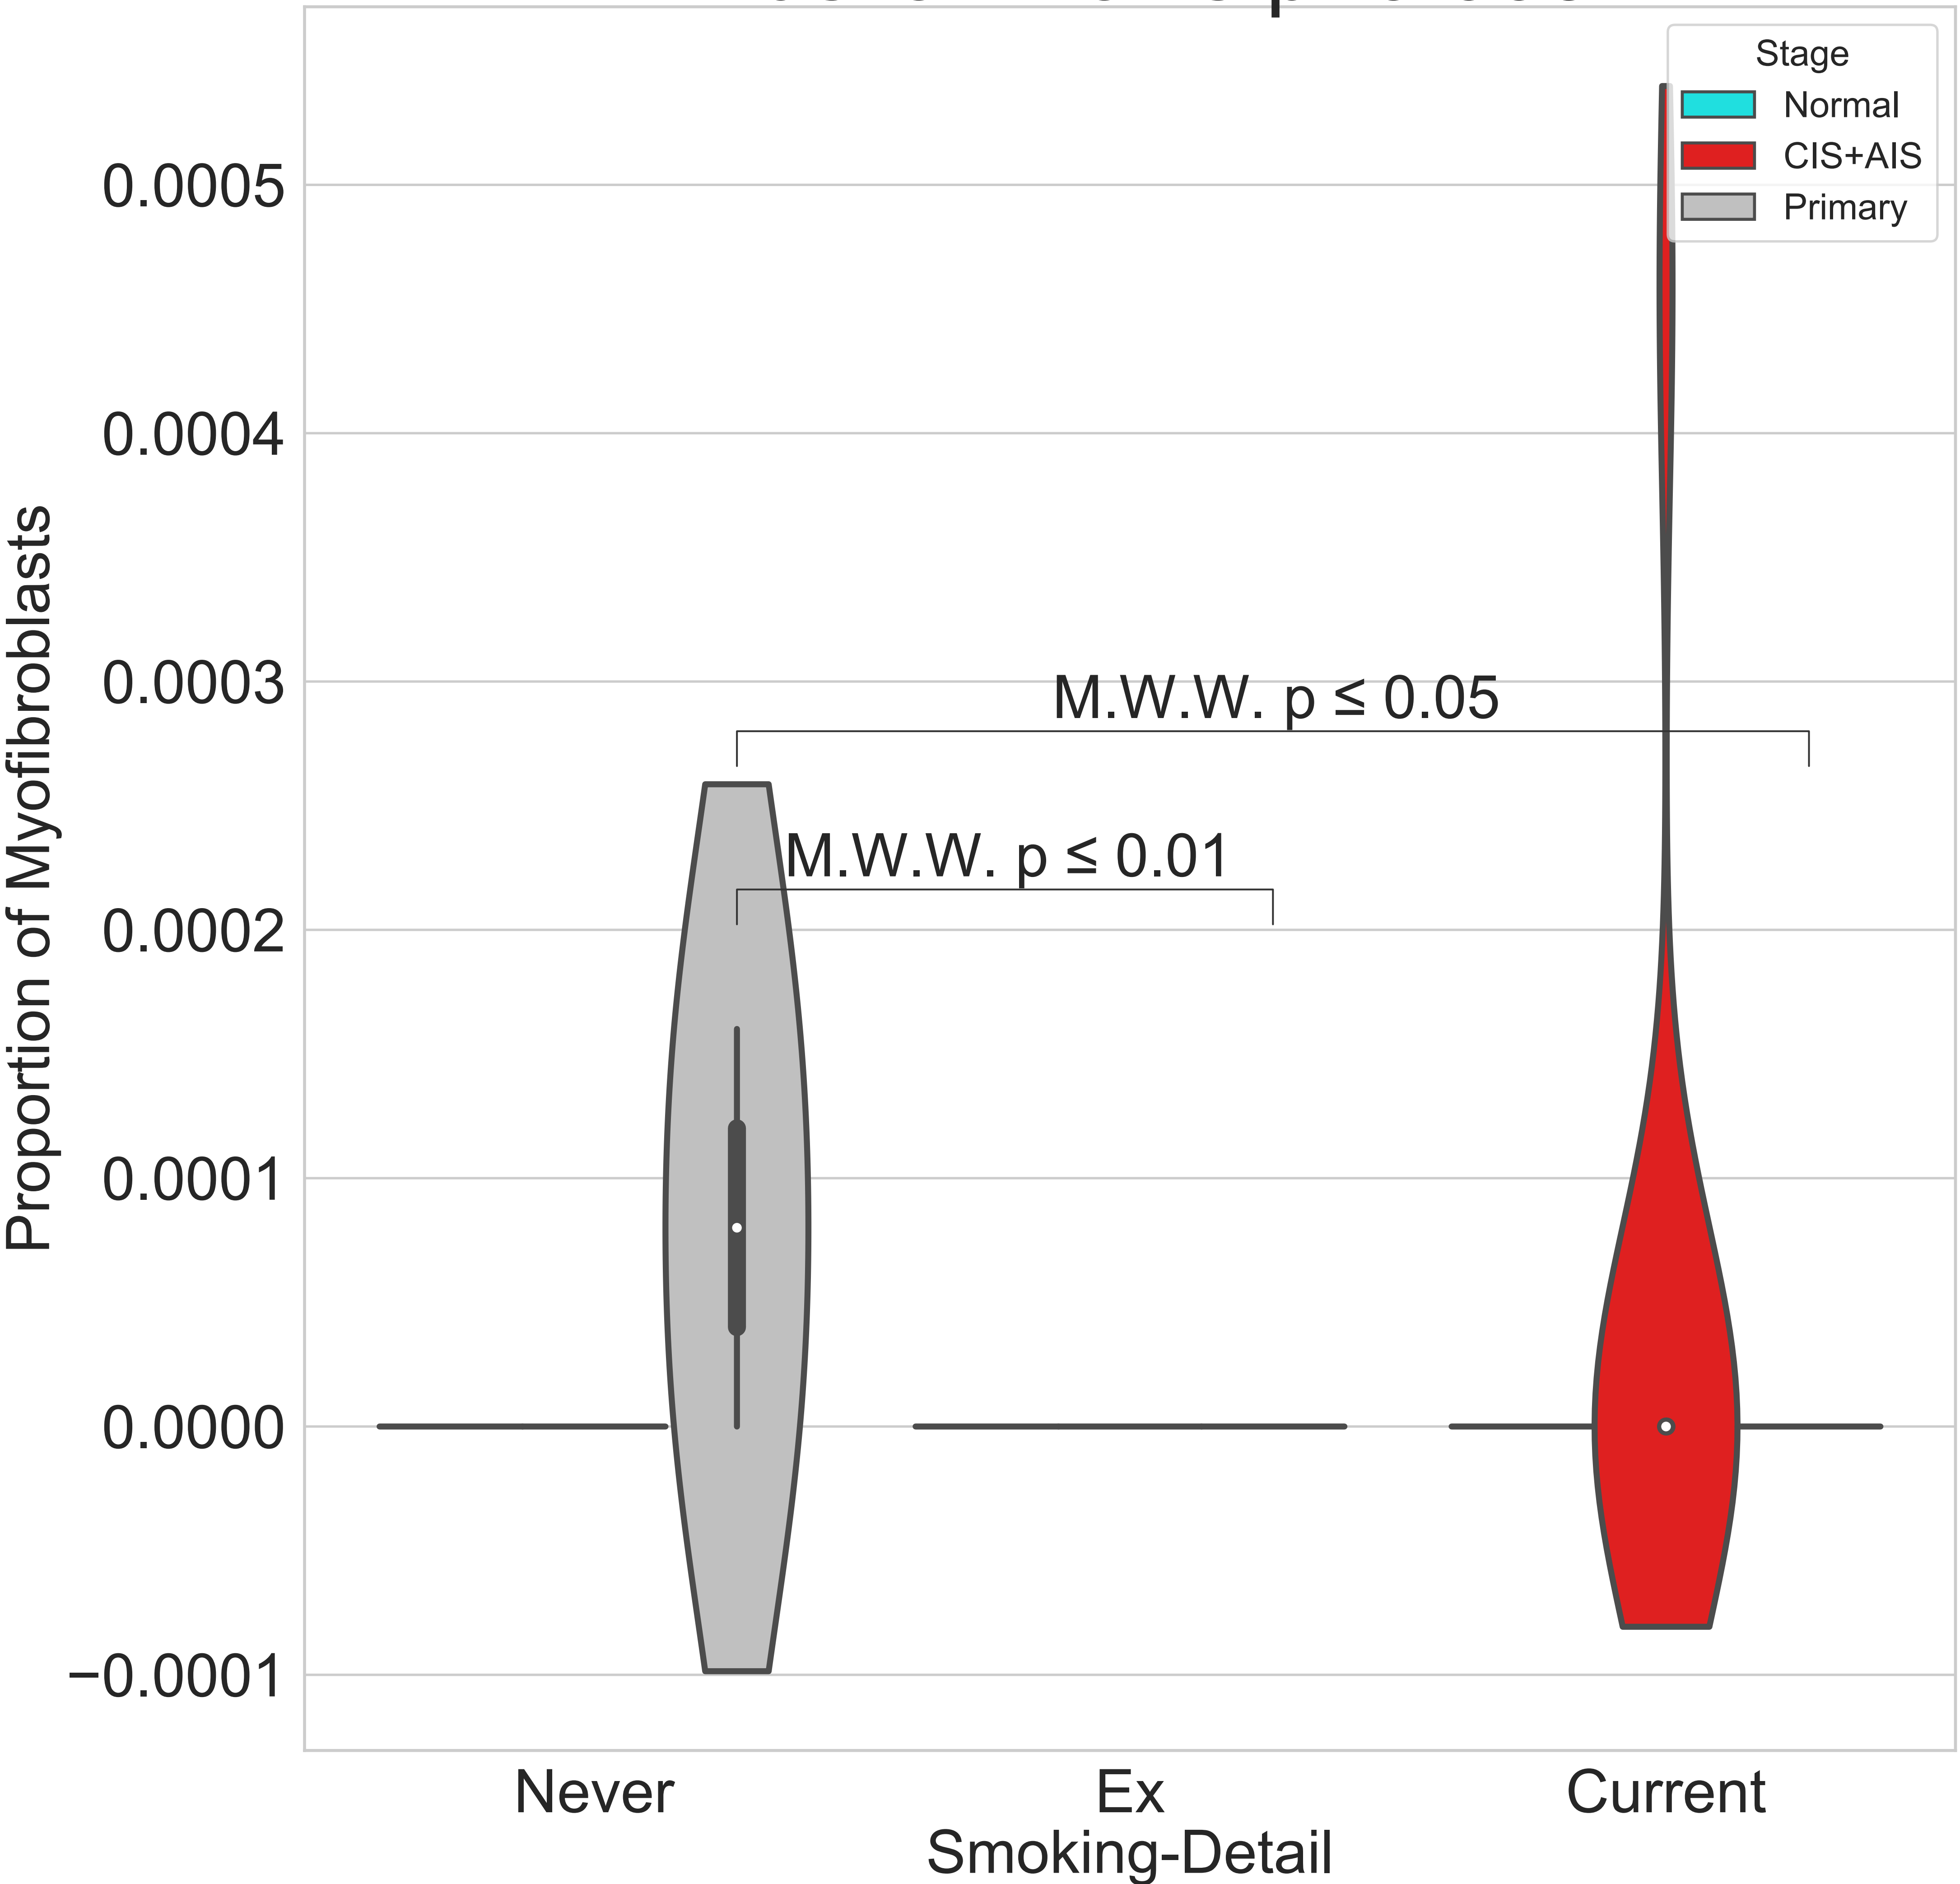 Stage
Normal
CIS+AIS
Primary
Proportion of Myofibroblasts
0.0005
0.0004
0.0003
0.0002
0.0001
0.0000
−0.0001
M.W.W. p ≤ 0.05
M.W.W. p ≤ 0.01
Never
Ex
Current
Smoking-Detail